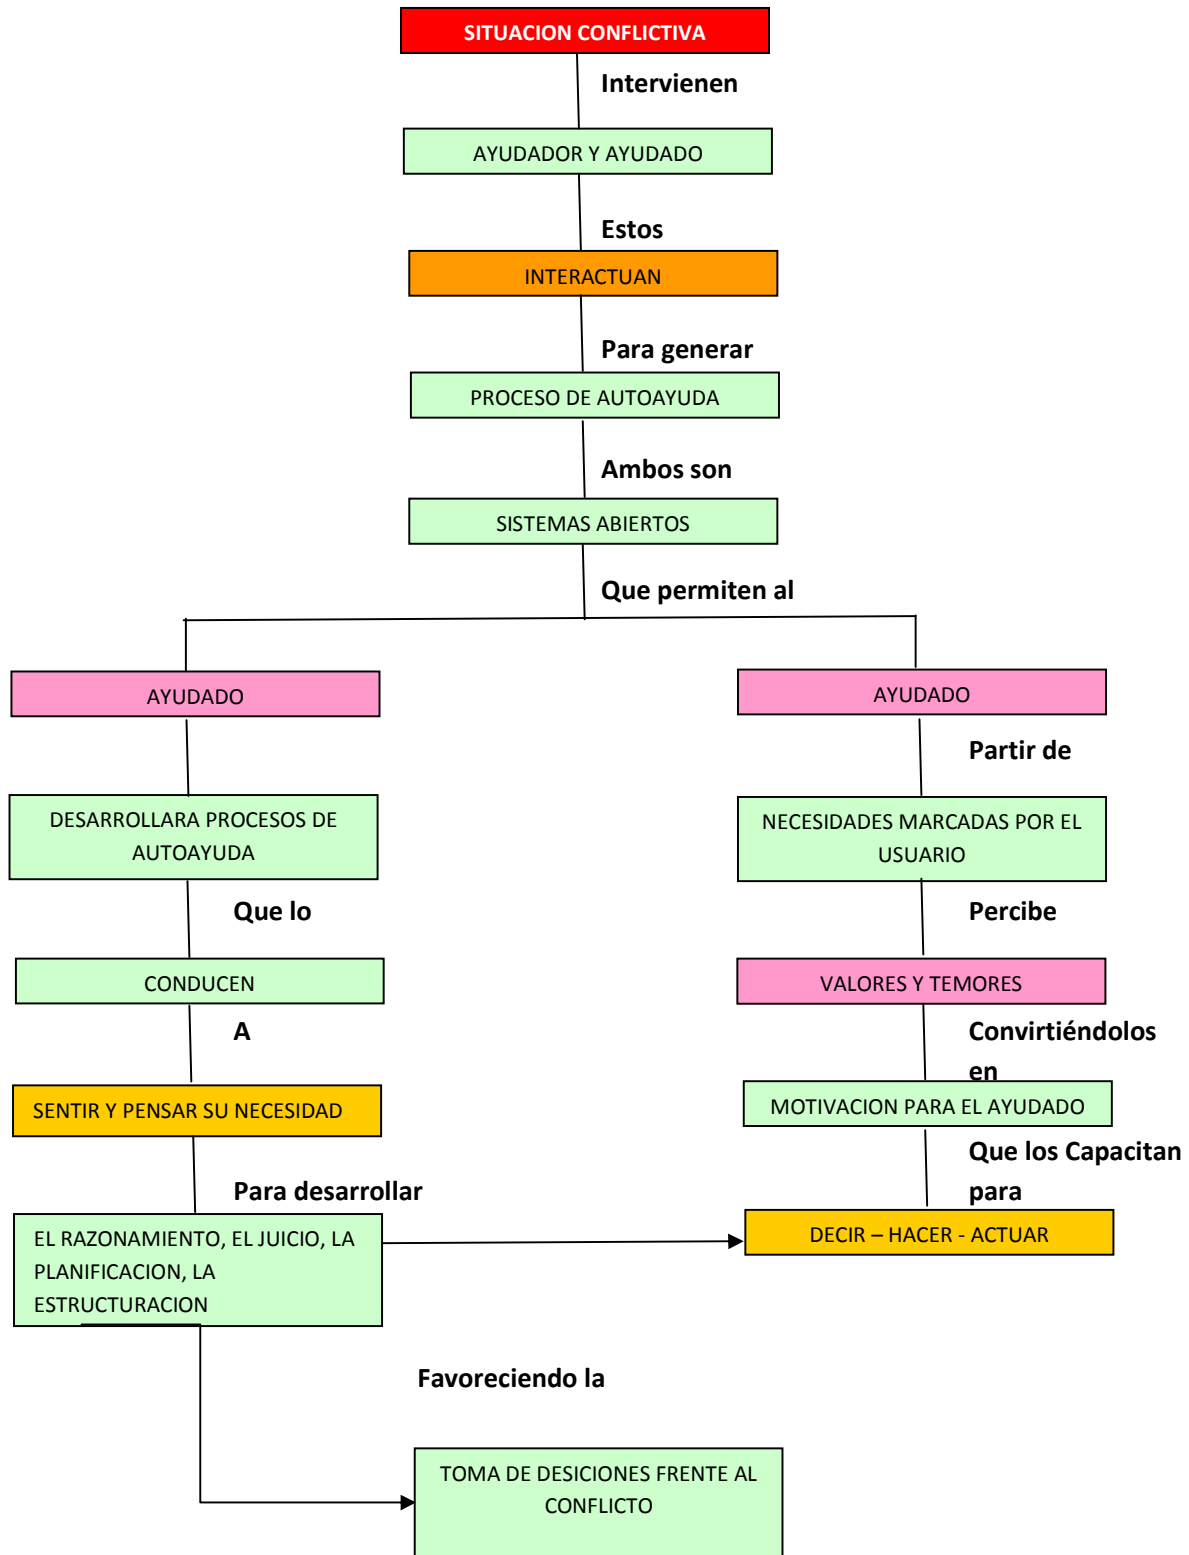 SITUACION CONFLICTIVA
Intervienen
AYUDADOR Y AYUDADO
Estos
INTERACTUAN
Para generar
PROCESO DE AUTOAYUDA
Ambos son
SISTEMAS ABIERTOS
Que permiten al
AYUDADO
DESARROLLARA PROCESOS DE
AUTOAYUDA
Que lo
CONDUCEN
A
SENTIR Y PENSAR SU NECESIDAD
Para desarrollar
EL RAZONAMIENTO, EL JUICIO, LA
PLANIFICACION, LA
ESTRUCTURACION
AYUDADO
Partir de
NECESIDADES MARCADAS POR EL
USUARIO
Percibe
VALORES Y TEMORES
Convirtiéndolos
en
MOTIVACION PARA EL AYUDADO
Que los Capacitan
para
DECIR – HACER - ACTUAR
Favoreciendo la
TOMA DE DESICIONES FRENTE AL
CONFLICTO